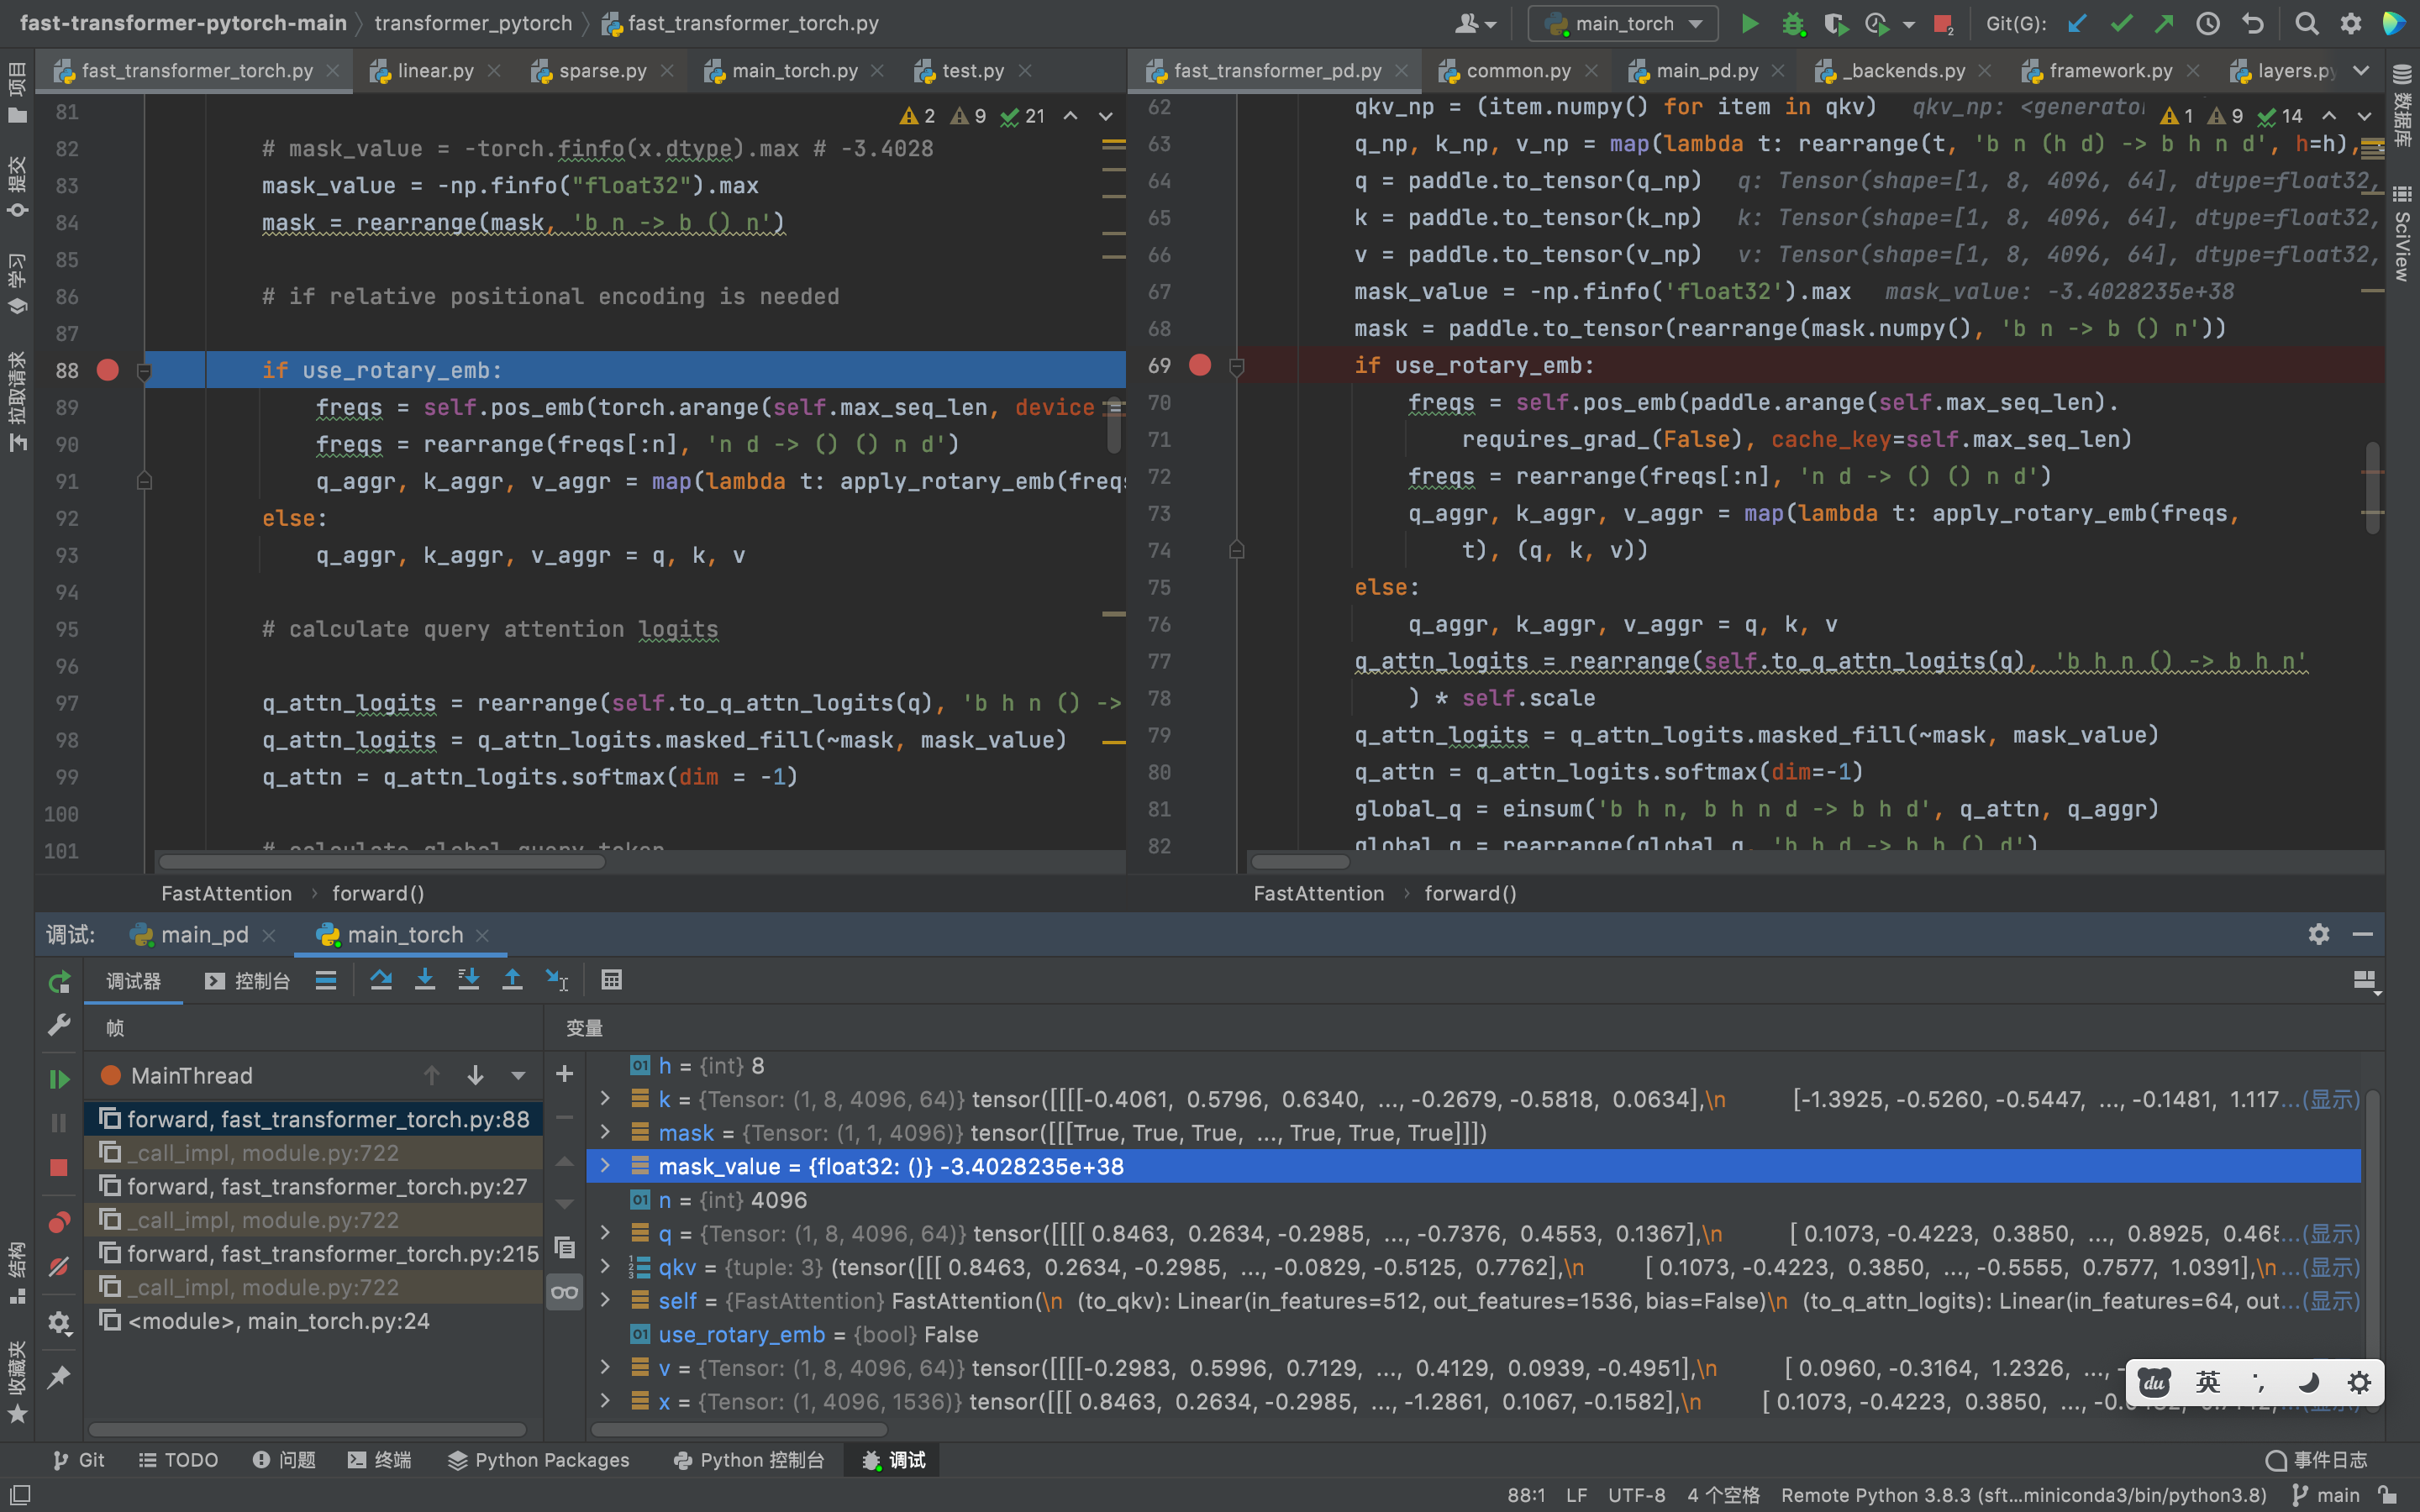 fast-transformer-pytorch-main 〉 transformer_pytorch 〉 fast_transformer_torch.py
main_torch
Git(G):
fast_transformer_torch.py
linear.py
sparse.py
main_torch.py
test.py
fast_transformer_pd.py
common.py
main_pd.py
_backends.py
framework.py
layers.py
项目
提交
学习
拉取请求
结构
收藏夹
数据库
SciView
2 9 21
81
82 # mask_value = -torch.finfo(x.dtype).max # -3.4028
83 mask_value = -np.finfo("float32").max
84 mask = rearrange(mask, 'b n -> b () n')
85
86 # if relative positional encoding is needed
87
88 if use_rotary_emb:
89 freqs = self.pos_emb(torch.arange(self.max_seq_len, device =
90 freqs = rearrange(freqs[:n], 'n d -> () () n d')
91 q_aggr, k_aggr, v_aggr = map(lambda t: apply_rotary_emb(freqs
92 else:
93 q_aggr, k_aggr, v_aggr = q, k, v
94
95 # calculate query attention logits
96
97 q_attn_logits = rearrange(self.to_q_attn_logits(q), 'b h n () ->
98 q_attn_logits = q_attn_logits.masked_fill(~mask, mask_value)
99 q_attn = q_attn_logits.softmax(dim = -1)
100
101 # calculate global query token
FastAttention › forward()
1 9 14
62 qkv_np = (item.numpy() for item in qkv) qkv_np: <generator
63 q_np, k_np, v_np = map(lambda t: rearrange(t, 'b n (h d) -> b h n d', h=h),
64 q = paddle.to_tensor(q_np) q: Tensor(shape=[1, 8, 4096, 64], dtype=float32,
65 k = paddle.to_tensor(k_np) k: Tensor(shape=[1, 8, 4096, 64], dtype=float32,
66 v = paddle.to_tensor(v_np) v: Tensor(shape=[1, 8, 4096, 64], dtype=float32,
67 mask_value = -np.finfo('float32').max mask_value: -3.4028235e+38
68 mask = paddle.to_tensor(rearrange(mask.numpy(), 'b n -> b () n'))
69 if use_rotary_emb:
70 freqs = self.pos_emb(paddle.arange(self.max_seq_len).
71 requires_grad_(False), cache_key=self.max_seq_len)
72 freqs = rearrange(freqs[:n], 'n d -> () () n d')
73 q_aggr, k_aggr, v_aggr = map(lambda t: apply_rotary_emb(freqs,
74 t), (q, k, v))
75 else:
76 q_aggr, k_aggr, v_aggr = q, k, v
77 q_attn_logits = rearrange(self.to_q_attn_logits(q), 'b h n () -> b h n'
78 ) * self.scale
79 q_attn_logits = q_attn_logits.masked_fill(~mask, mask_value)
80 q_attn = q_attn_logits.softmax(dim=-1)
81 global_q = einsum('b h n, b h n d -> b h d', q_attn, q_aggr)
82 global_q = rearrange(global_q, 'b h d -> b h () d')
FastAttention › forward()
调试: main_pd main_torch
调试器 控制台
帧
MainThread
forward, fast_transformer_torch.py:88
_call_impl, module.py:722
forward, fast_transformer_torch.py:27
_call_impl, module.py:722
forward, fast_transformer_torch.py:215
_call_impl, module.py:722
<module>, main_torch.py:24
变量
h = {int} 8
k = {Tensor: (1, 8, 4096, 64)} tensor([[[[-0.4061, 0.5796, 0.6340, ..., -0.2679, -0.5818, 0.0634],\n [-1.3925, -0.5260, -0.5447, ..., -0.1481, 1.117...(显示)
mask = {Tensor: (1, 1, 4096)} tensor([[[True, True, True, ..., True, True, True]]])
mask_value = {float32: ()} -3.4028235e+38
n = {int} 4096
q = {Tensor: (1, 8, 4096, 64)} tensor([[[[ 0.8463, 0.2634, -0.2985, ..., -0.7376, 0.4553, 0.1367],\n [ 0.1073, -0.4223, 0.3850, ..., 0.8925, 0.465...(显示)
qkv = {tuple: 3} (tensor([[[ 0.8463, 0.2634, -0.2985, ..., -0.0829, -0.5125, 0.7762],\n [ 0.1073, -0.4223, 0.3850, ..., -0.5555, 0.7577, 1.0391],\n...(显示)
self = {FastAttention} FastAttention(\n (to_qkv): Linear(in_features=512, out_features=1536, bias=False)\n (to_q_attn_logits): Linear(in_features=64, out...(显示)
use_rotary_emb = {bool} False
v = {Tensor: (1, 8, 4096, 64)} tensor([[[[-0.2983, 0.5996, 0.7129, ..., 0.4129, 0.0939, -0.4951],\n [ 0.0960, -0.3164, 1.2326, ..., -
x = {Tensor: (1, 4096, 1536)} tensor([[[ 0.8463, 0.2634, -0.2985, ..., -1.2861, 0.1067, -0.1582],\n [ 0.1073, -0.4223, 0.3850, ...,
du 英
Git TODO 问题 终端 Python Packages Python 控制台 调试 事件日志
88:1 LF UTF-8 4 个空格 Remote Python 3.8.3 (sft...miniconda3/bin/python3.8) main